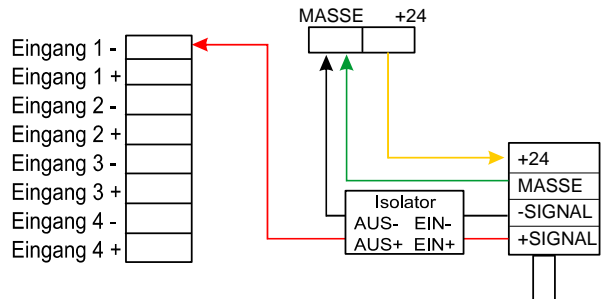 MASSE +24
Eingang 1 -
Eingang 1 +
Eingang 2 -
Eingang 2 +
Eingang 3 -
Eingang 3 +
Eingang 4 -
Eingang 4 +
Isolator
AUS- EIN-
AUS+ EIN+
+24
MASSE
-SIGNAL
+SIGNAL